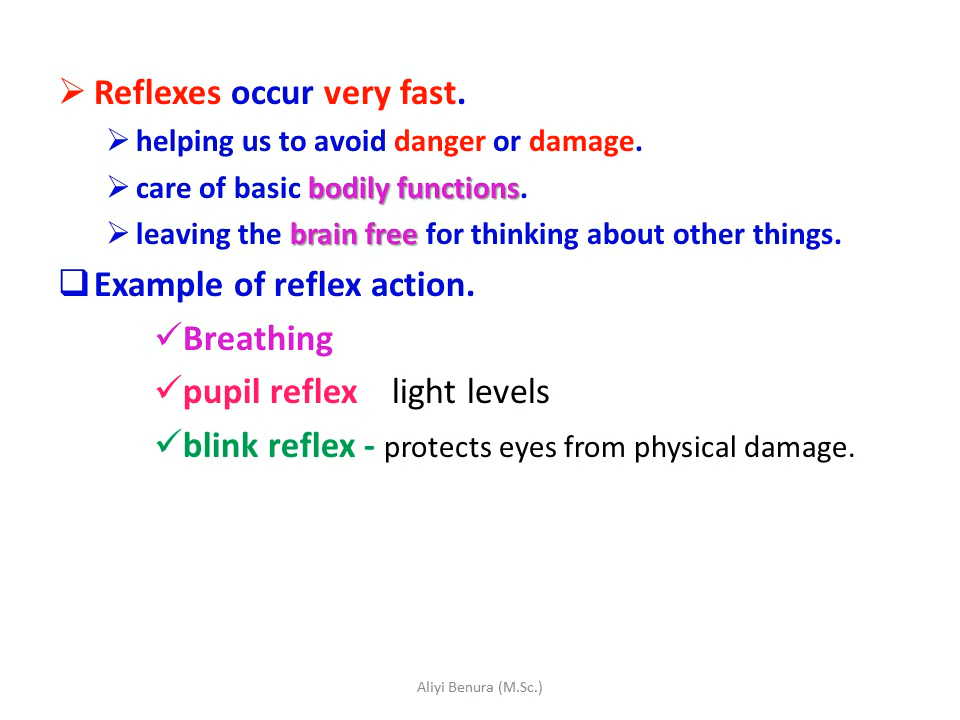 ➢ Reflexes occur very fast.
➢ helping us to avoid danger or damage.
➢ care of basic bodily functions.
➢ leaving the brain free for thinking about other things.
❑ Example of reflex action.
✓ Breathing
✓ pupil reflex light levels
✓ blink reflex - protects eyes from physical damage.
Aliyi Benura (M.Sc.)